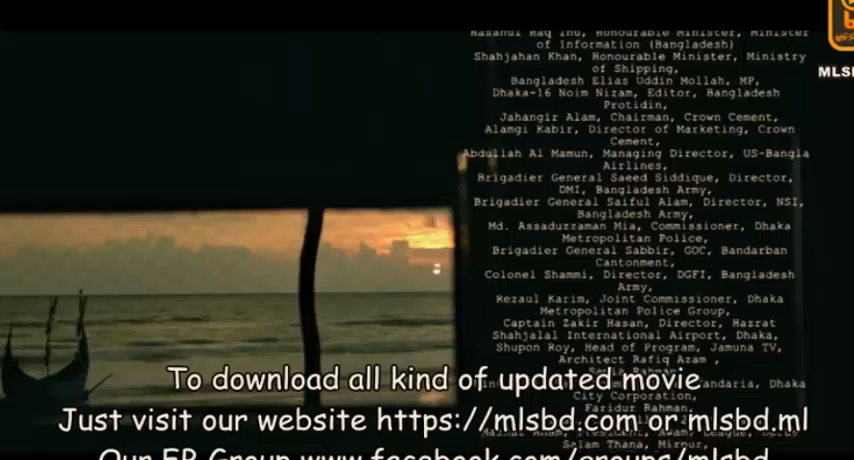 Hasanul Haq Inu, Honourable Minister, Minister
of Information (Bangladesh)
Shahjahan Khan, Honourable Minister, Ministry
of Shipping,
Bangladesh Elias Uddin Mollah, MP,
Dhaka-16 Noim Nizam, Editor, Bangladesh
Protidin,
Jahangir Alam, Chairman, Crown Cement,
Alamgi Kabir, Director of Marketing, Crown
Cement,
Abdullah Al Mamun, Managing Director, US-Bangla
Airlines,
Brigadier General Saeed Siddique, Director,
DMI, Bangladesh Army,
Brigadier General Saiful Alam, Director, NSI,
Bangladesh Army,
Md. Assaduzzaman Mia, Commissioner, Dhaka
Metropolitan Police,
Brigadier General Sabbir, GOC, Bandarban
Cantonment,
Colonel Shammi, Director, DGFI, Bangladesh
Army,
Rezaul Karim, Joint Commissioner, Dhaka
Metropolitan Police Group,
Captain Zakir Hasan, Director, Hazrat
Shahjalal International Airport, Dhaka,
Shupon Roy, Head of Program, Jamuna TV,
Architect Rafiq Azam ,
Dhaka
City Corporation,
Faridur Rahman,
Salam Thana, Mirpur,
To download all kind of updated movie
Just visit our website https://mlsbd.com or mlsbd.ml
Our FB Group www.facebook.com/groups/mlsbd